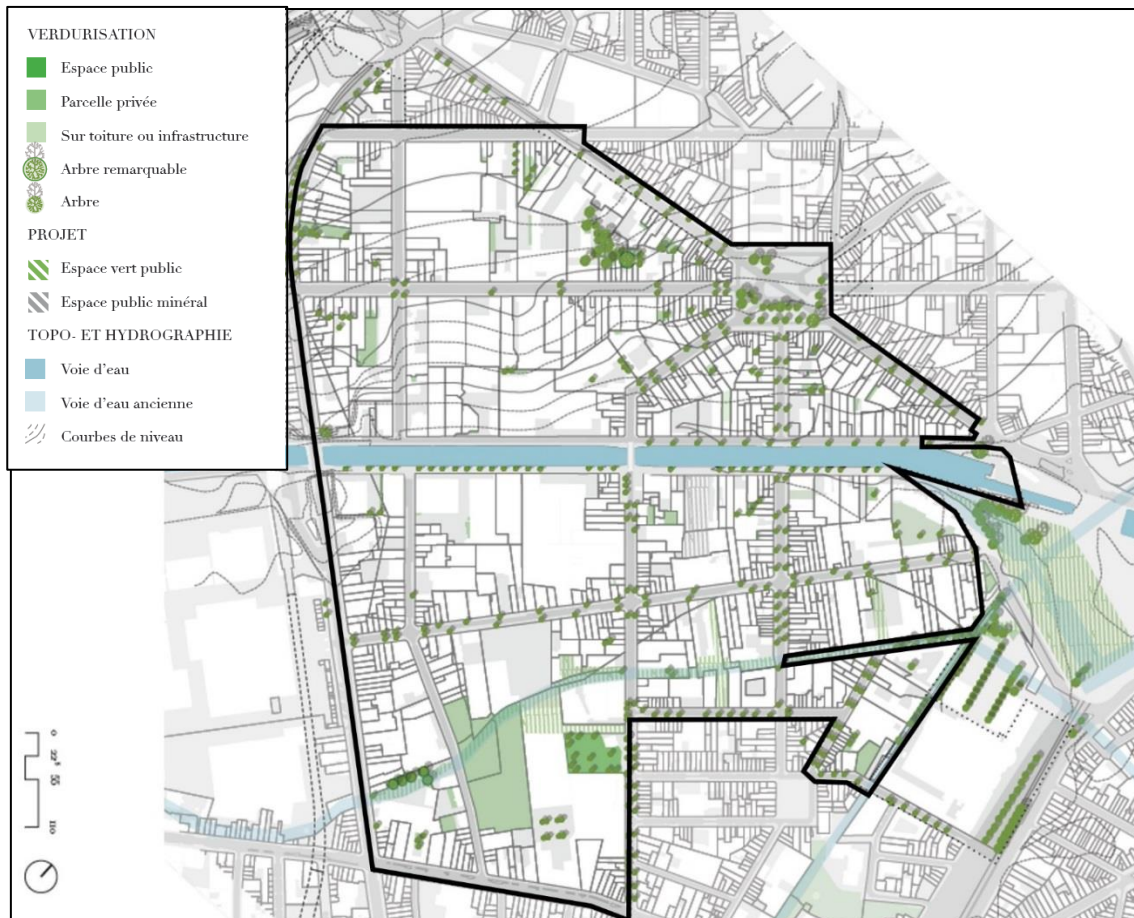 VERDURISATION
Espace public
Parcelle privée
Sur toiture ou infrastructure
Arbre remarquable
Arbre
PROJET
Espace vert public
Espace public minéral
TOPO- ET HYDROGRAPHIE
Voie d'eau
Voie d'eau ancienne
Courbes de niveau
0
55
110